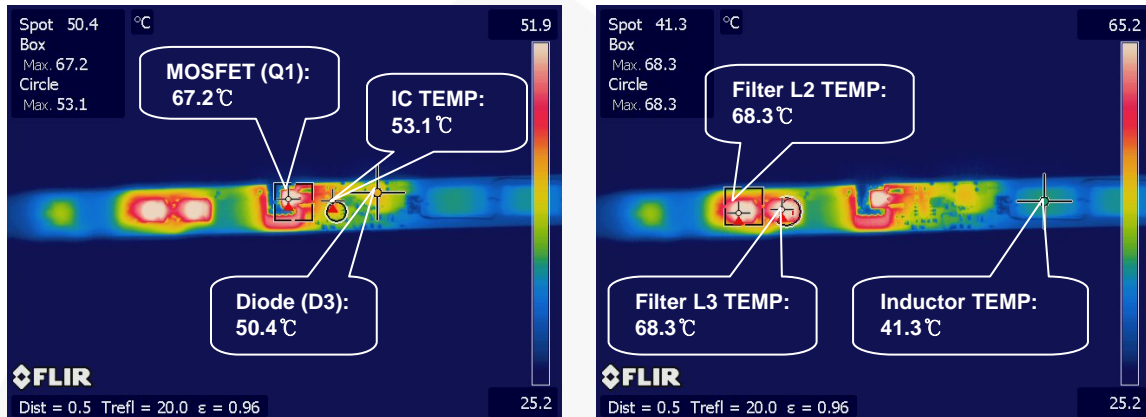 Spot 50.4 °C
Box
Max. 67.2
Circle
Max. 53.1
51.9
MOSFET (Q1):
67.2℃
IC TEMP:
53.1℃
Diode (D3):
50.4℃
FLIR
Dist = 0.5 Trefl = 20.0 ε = 0.96
25.2
Spot 41.3 °C
Box
Max. 68.3
Circle
Max. 68.3
65.2
Filter L2 TEMP:
68.3℃
Filter L3 TEMP:
68.3℃
Inductor TEMP:
41.3℃
FLIR
Dist = 0.5 Trefl = 20.0 ε = 0.96
25.2